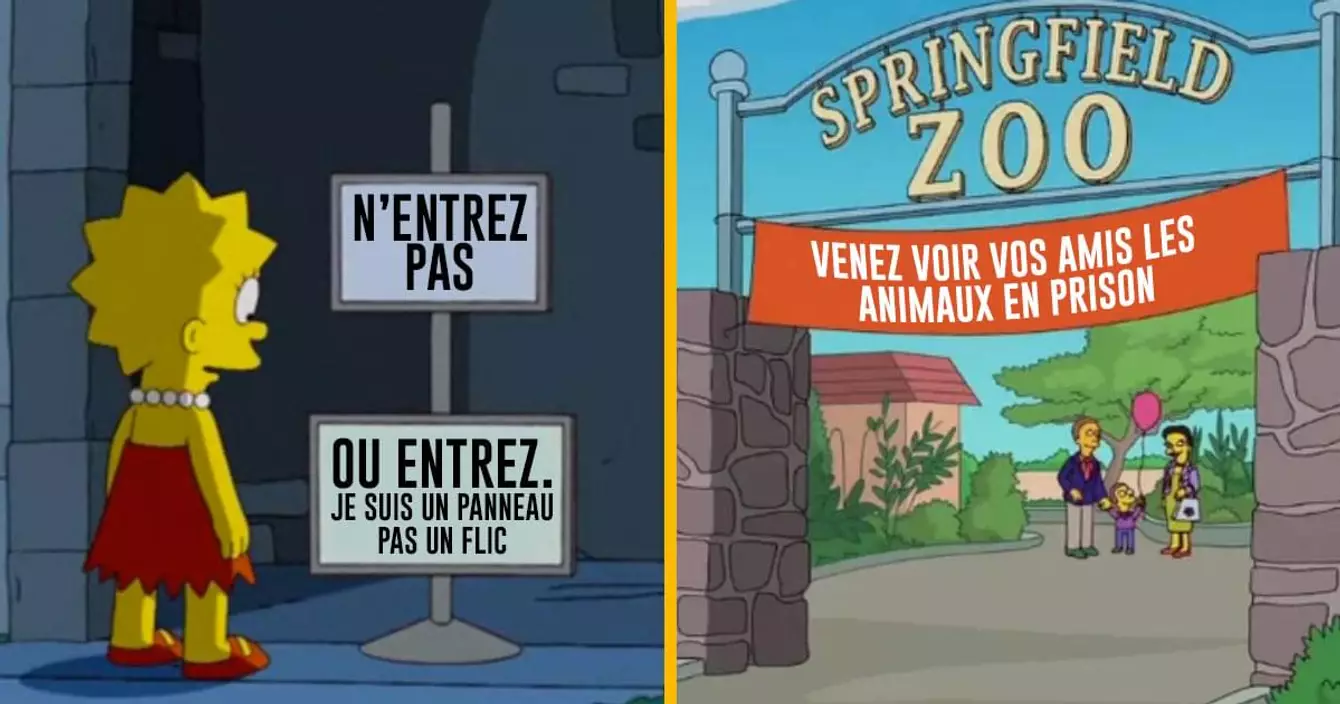 N'ENTREZ
PAS
OU ENTREZ.
JE SUIS UN PANNEAU
PAS UN FLIC
SPRINGFIELD
ZOO
VENEZ VOIR VOS AMIS LES
ANIMAUX EN PRISON